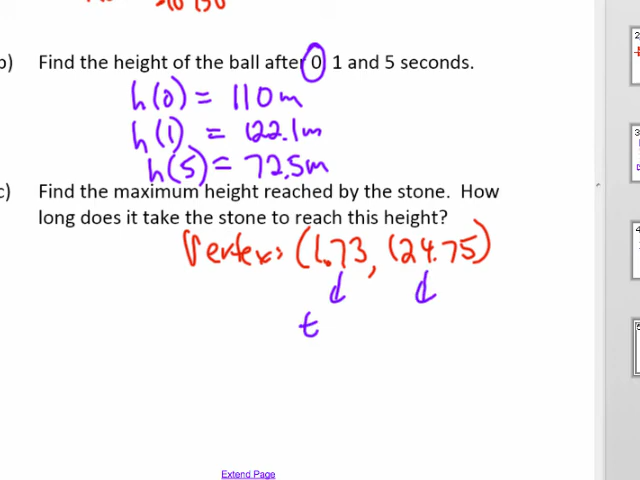 b) Find the height of the ball after 0, 1 and 5 seconds.
h(0) = 110m
h(1) = 122.1m
h(5) = 72.5m
c) Find the maximum height reached by the stone. How
long does it take the stone to reach this height?
Vertex: (1.73, 124.75)
t
Extend Page